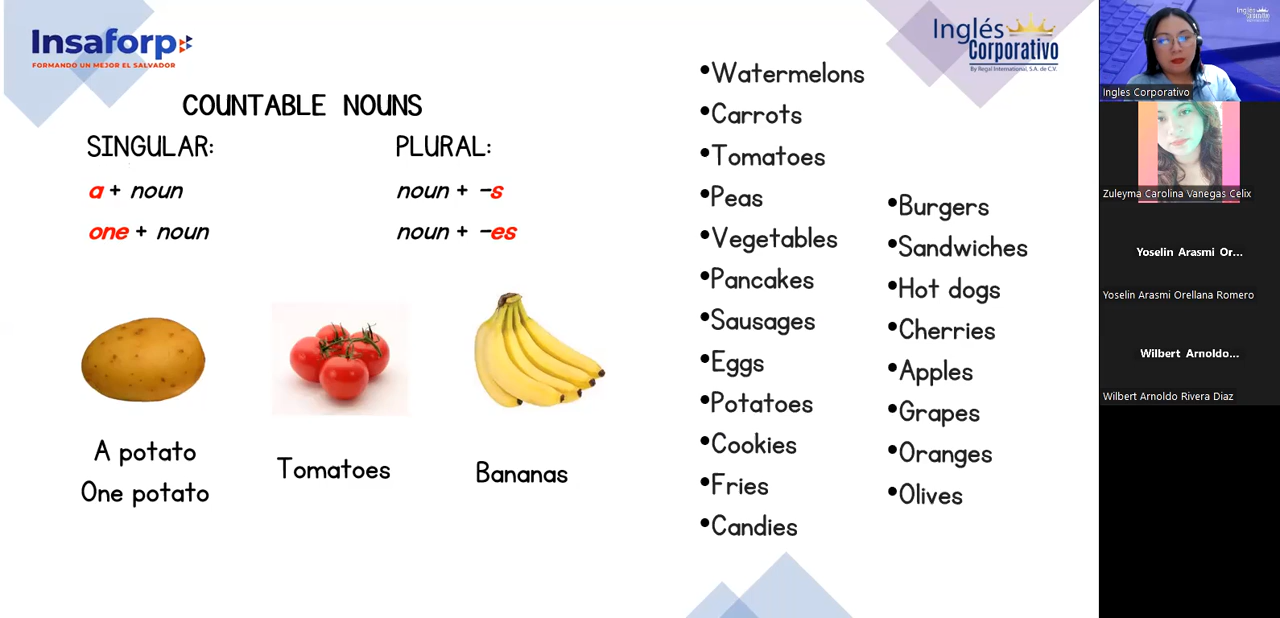 Insaforp
FORMANDO UN MEJOR EL SALVADOR
Inglés
Corporativo
By Regal International, S.A. de C.V.
COUNTABLE NOUNS
SINGULAR:
a + noun
one + noun
PLURAL:
noun + -s
noun + -es
A potato
One potato
Tomatoes
Bananas
•Watermelons
•Carrots
•Tomatoes
•Peas
•Vegetables
•Pancakes
•Sausages
•Eggs
•Potatoes
•Cookies
•Fries
•Candies
•Burgers
•Sandwiches
•Hot dogs
•Cherries
•Apples
•Grapes
•Oranges
•Olives
Inglés
Ingles Corporativo
Zuleyma Carolina Vanegas Celix
Yoselin Arasmi Or...
Yoselin Arasmi Orellana Romero
Wilbert Arnoldo...
Wilbert Arnoldo Rivera Diaz